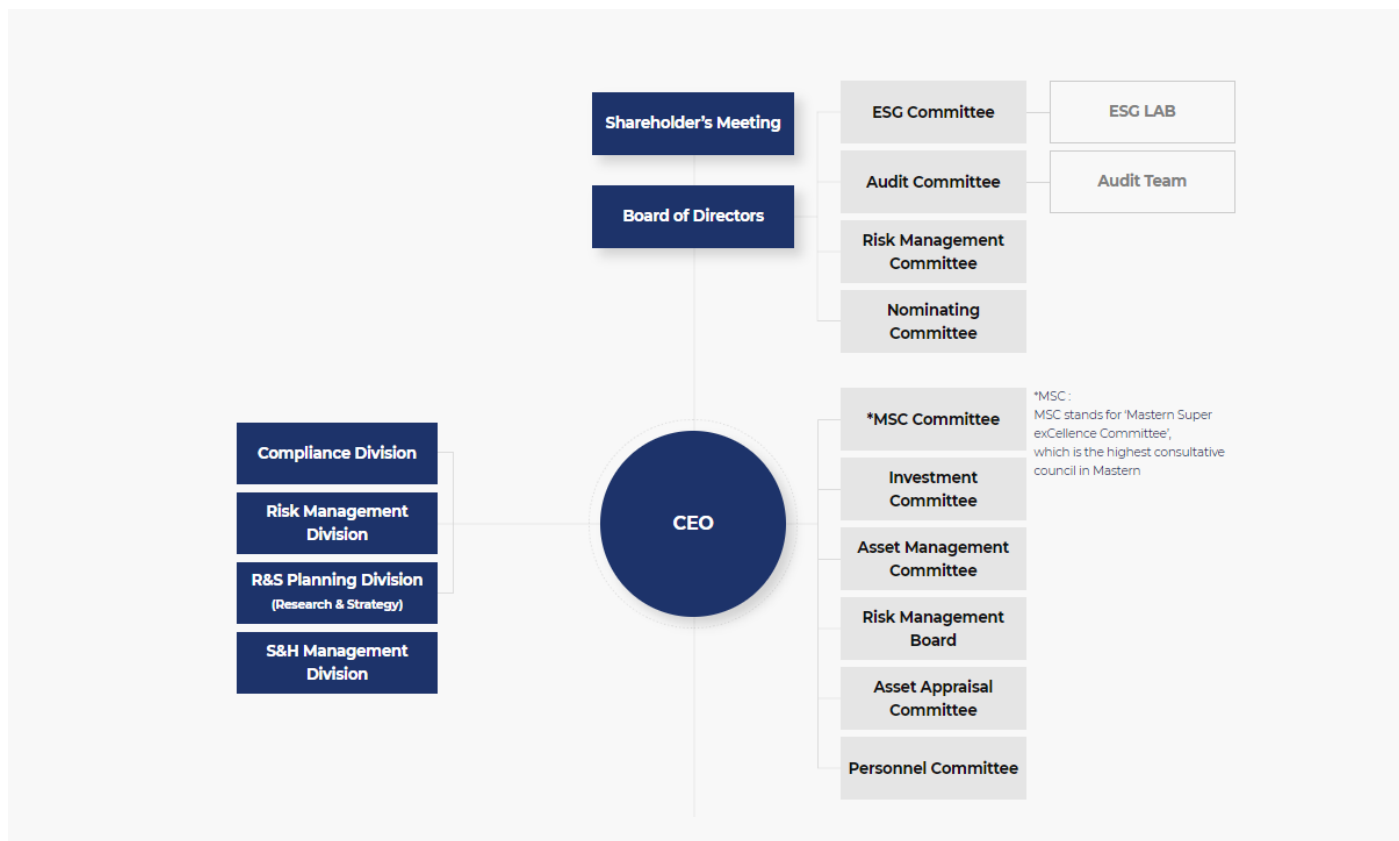 Shareholder's Meeting
Board of Directors
ESG Committee
ESG LAB
Audit Committee
Audit Team
Risk Management
Committee
Nominating
Committee
Compliance Division
Risk Management
Division
R&S Planning Division
(Research & Strategy)
S&H Management
Division
CEO
*MSC Committee
*MSC :
MSC stands for ‘Mastern Super
exCellence Committee’,
which is the highest consultative
council in Mastern
Investment
Committee
Asset Management
Committee
Risk Management
Board
Asset Appraisal
Committee
Personnel Committee